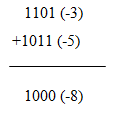 1101 (-3)
+1011 (-5)
1000 (-8)